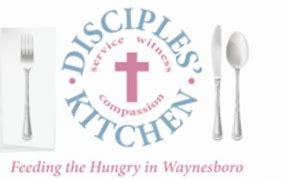 • DISCIPLES' •
service witness
compassion
KITCHEN
Feeding the Hungry in Waynesboro